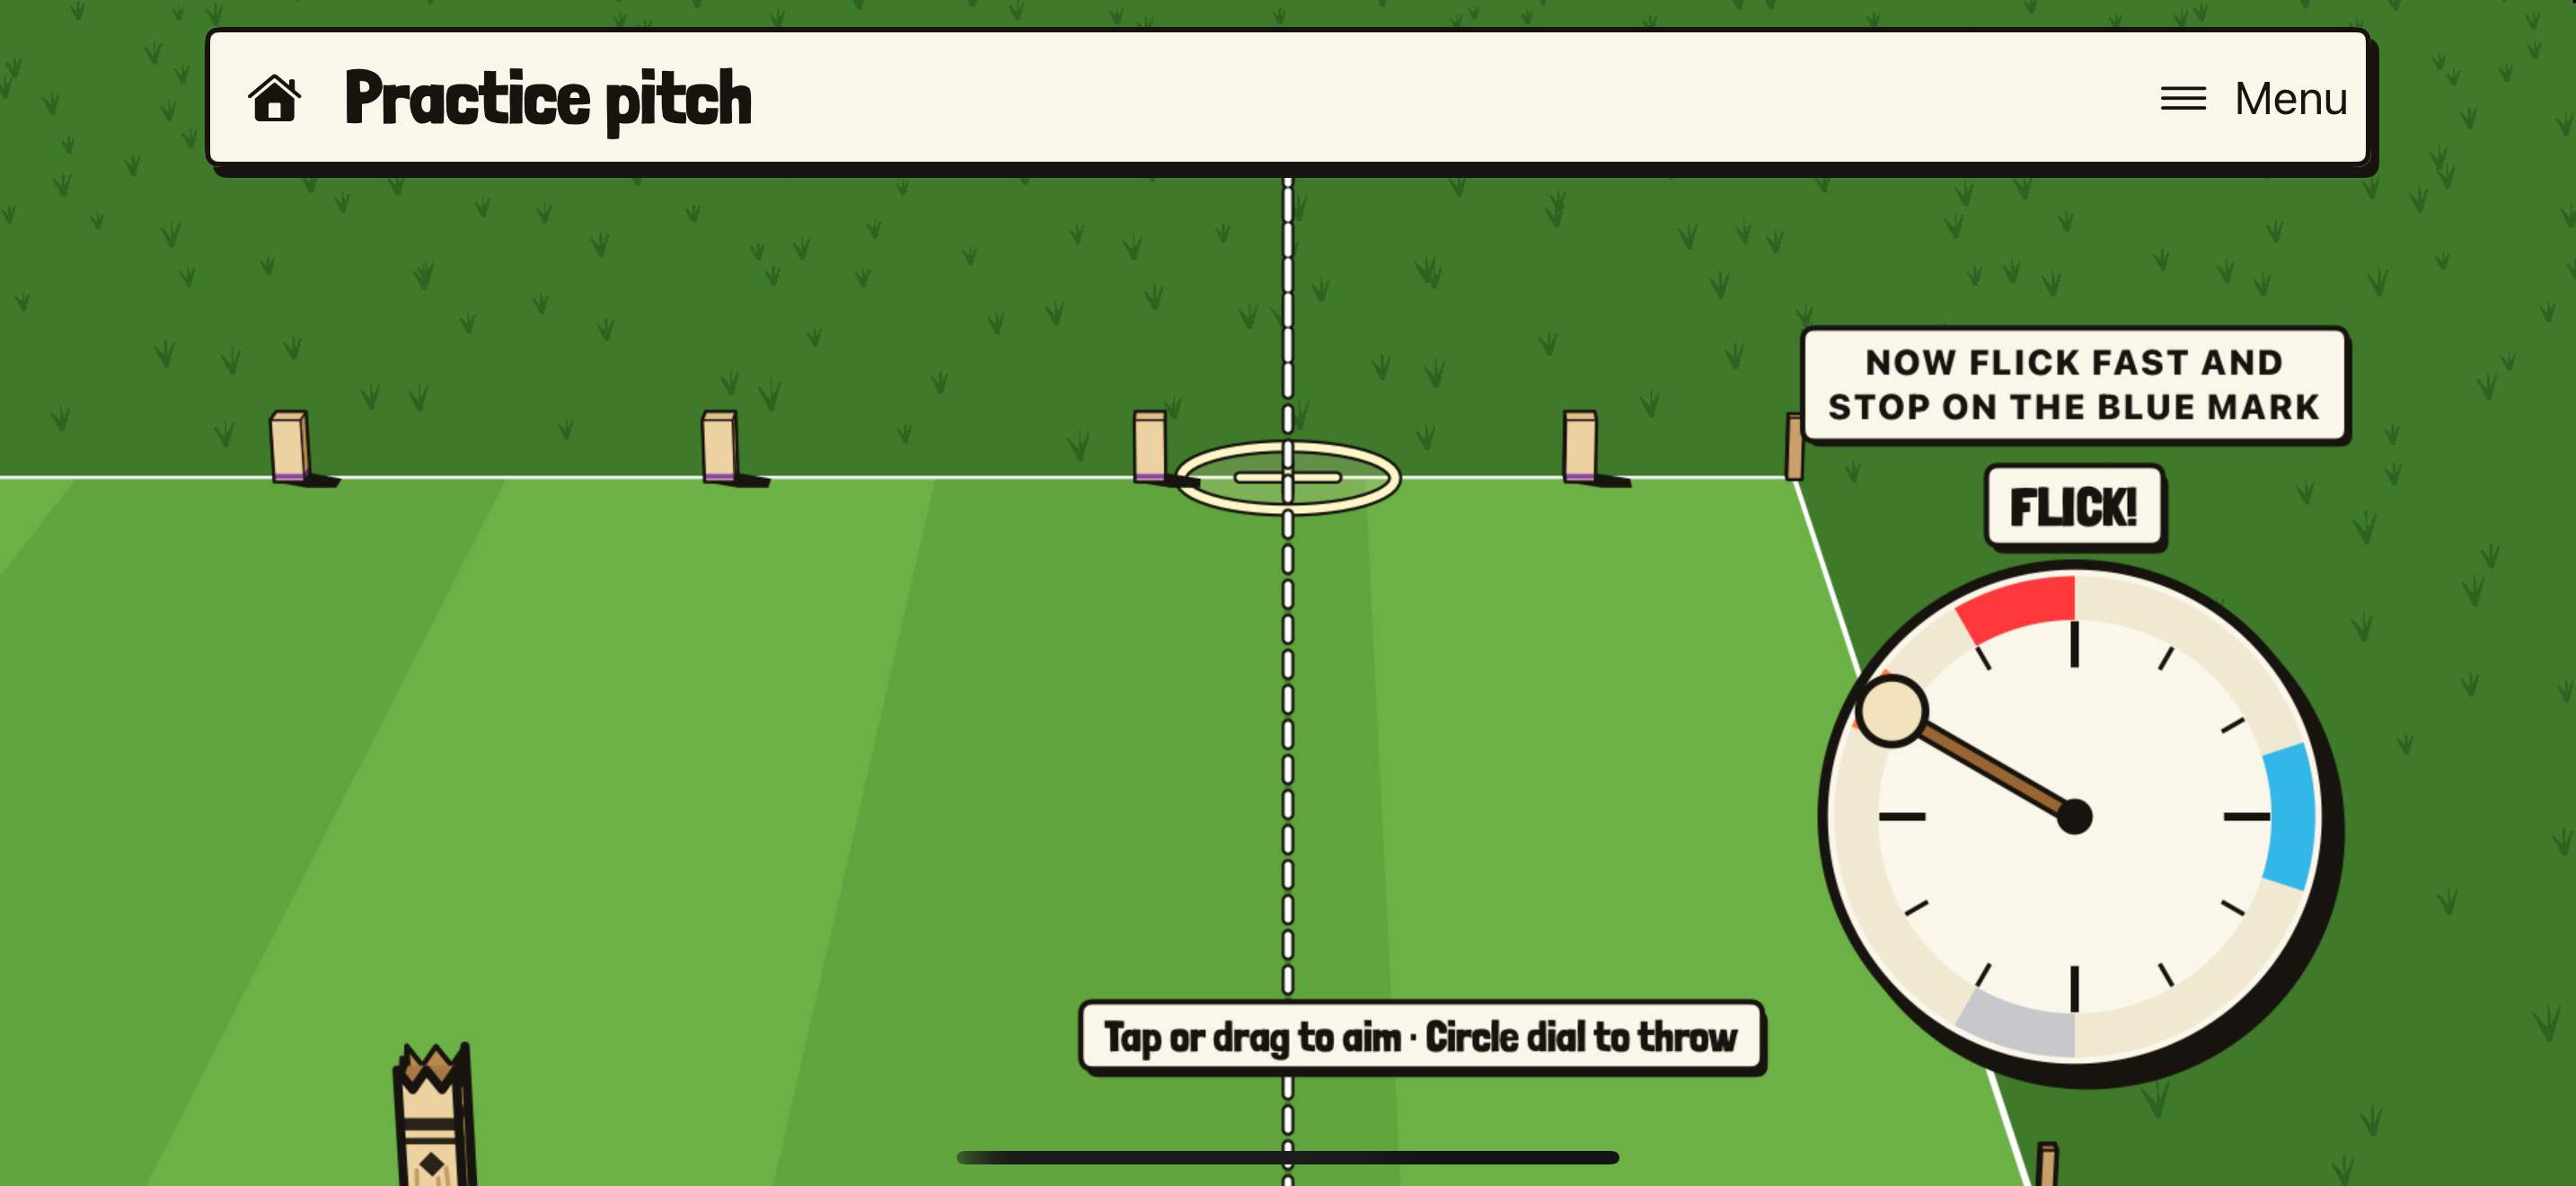 Practice pitch
Menu
NOW FLICK FAST AND
STOP ON THE BLUE MARK
FLICK!
Tap or drag to aim · Circle dial to throw